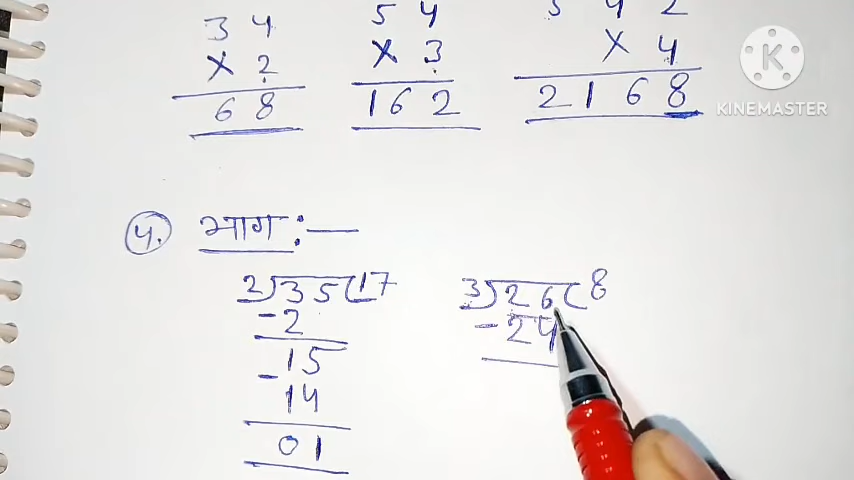 34 54 542
×2 ×3 ×4
68 162 2168
KINEMASTER
4. भाग :—
2)35(17 3)26(8
-2 -24
15
-14
01